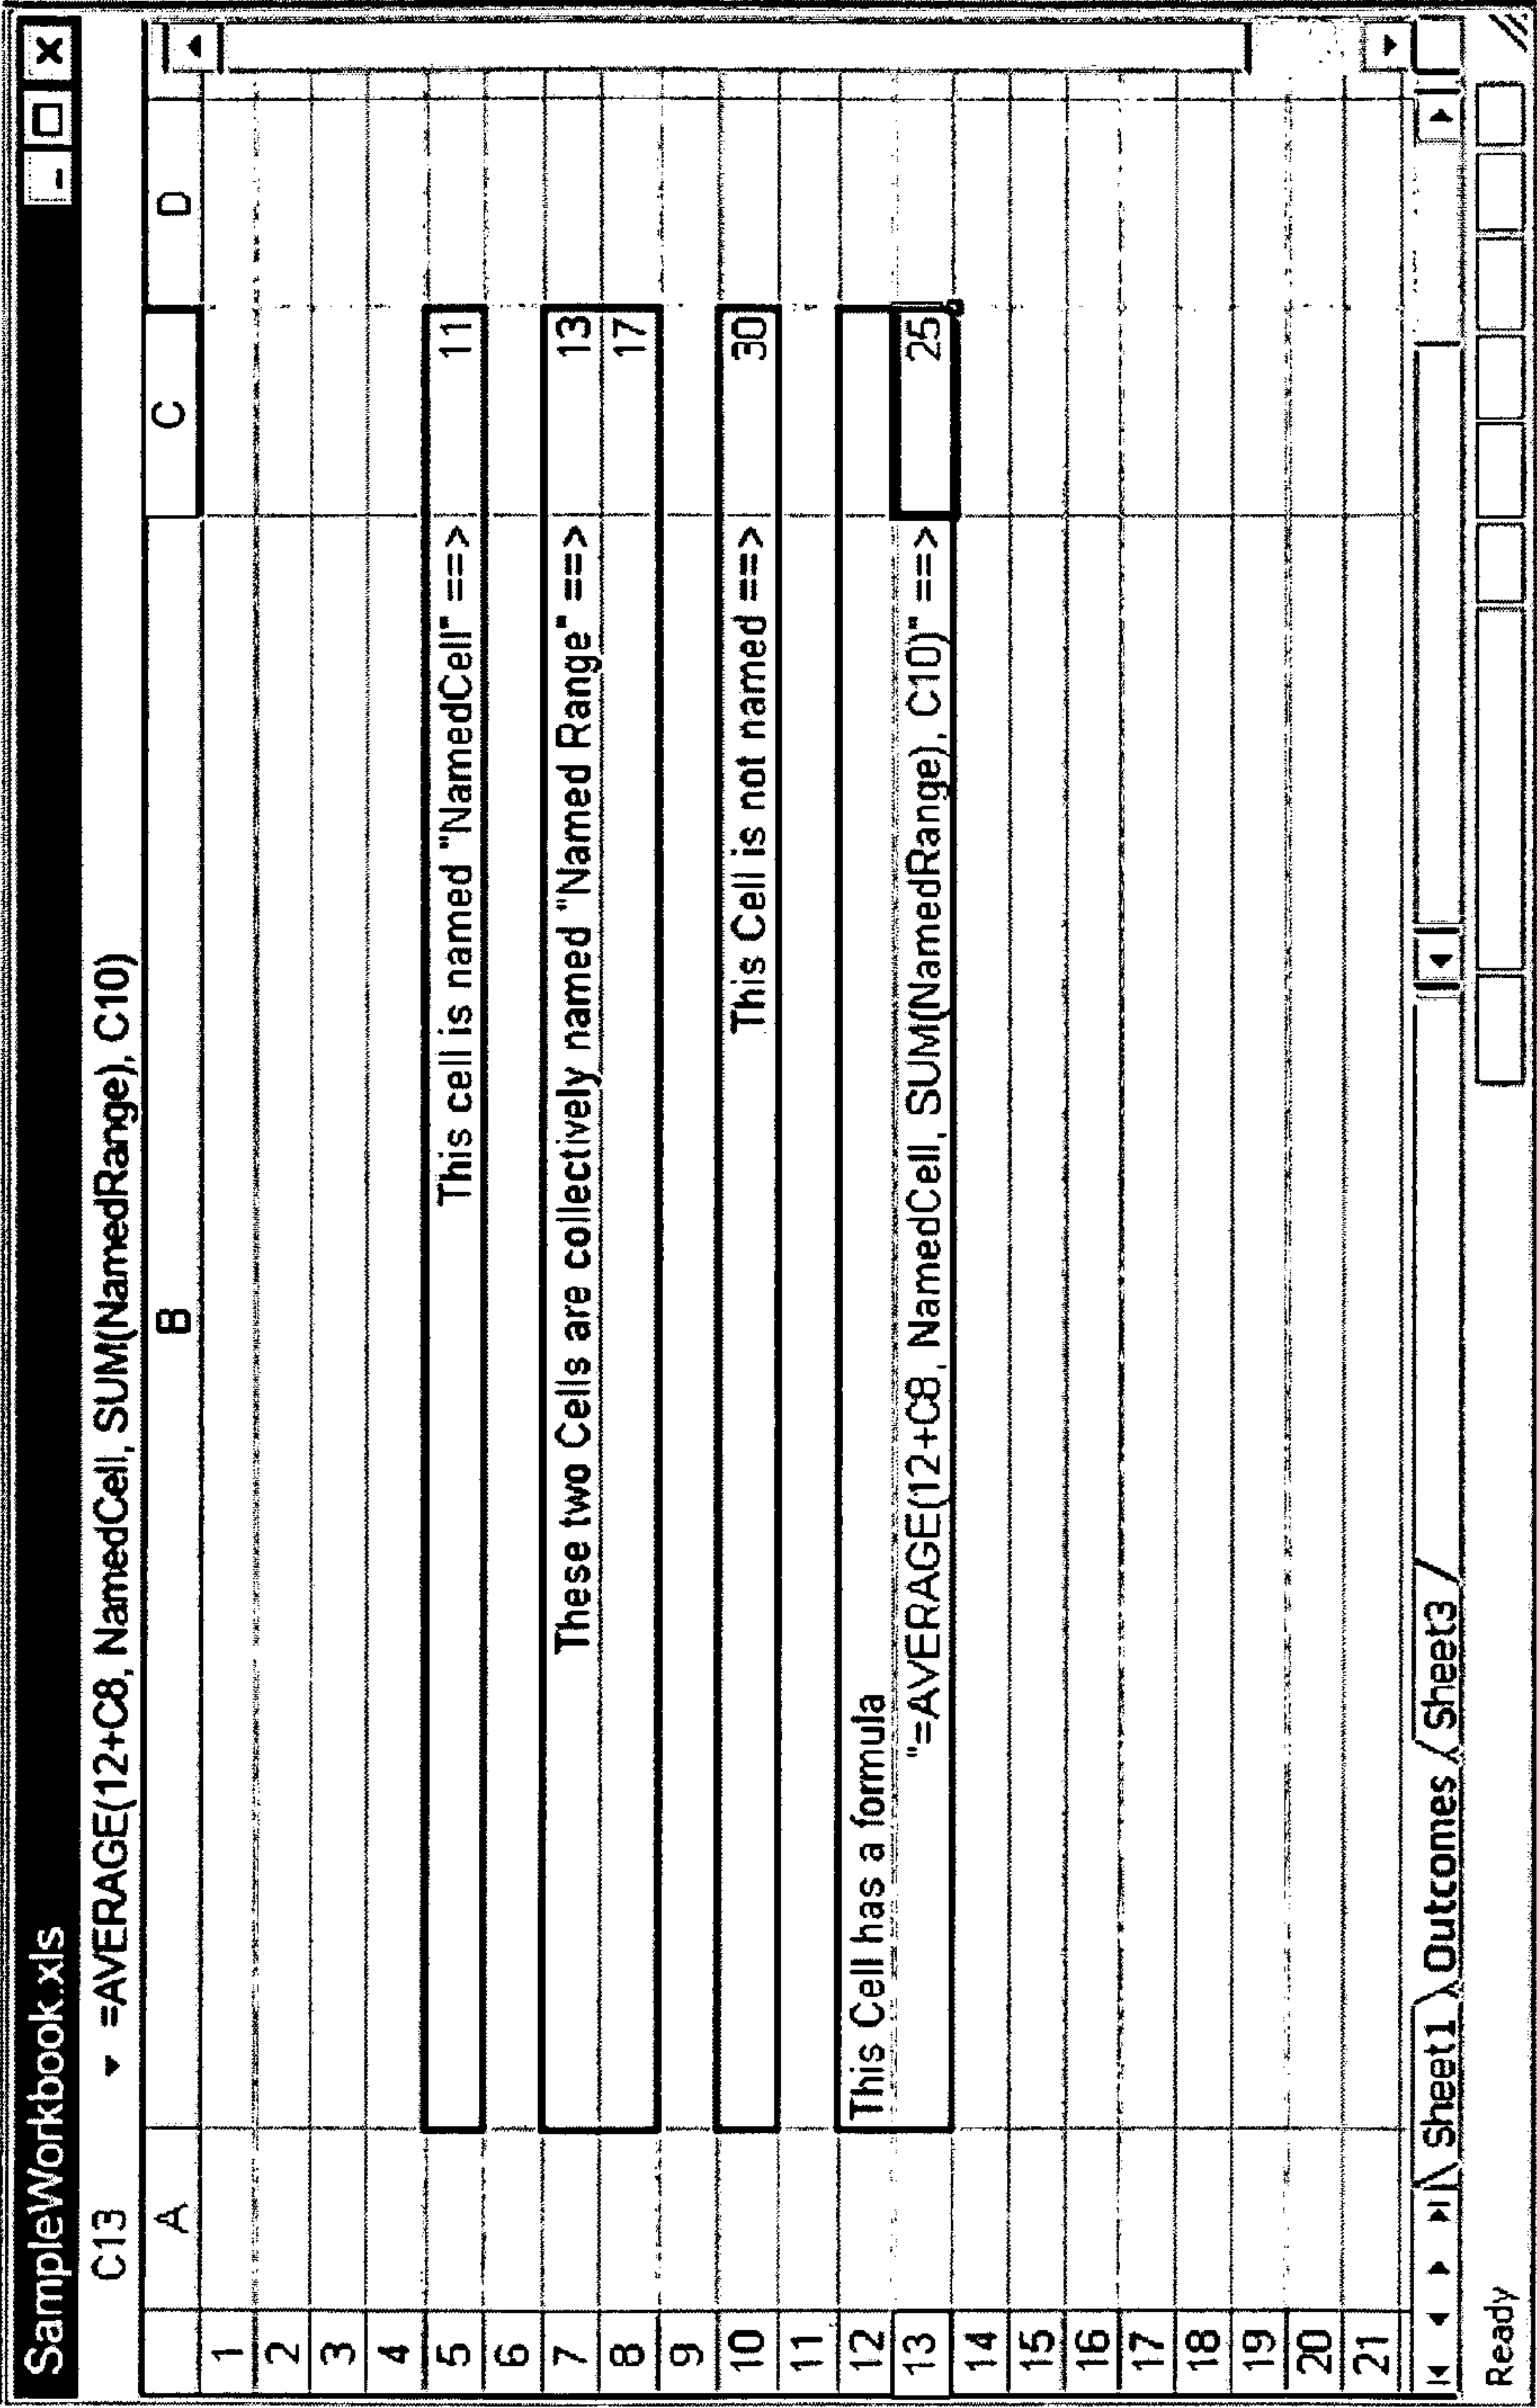 SampleWorkbook.xls
C13 =AVERAGE(12+C8, NamedCell, SUM(NamedRange), C10)
A B C D
1
2
3
4
5 This cell is named "NamedCell" ==> 11
6
7 These two Cells are collectively named "Named Range" ==> 13
8 17
9
10 This Cell is not named ==> 30
11
12 This Cell has a formula
13 "=AVERAGE(12+C8, NamedCell, SUM(NamedRange), C10)" ==> 25
14
15
16
17
18
19
20
21
Sheet1 Outcomes Sheet3
Ready